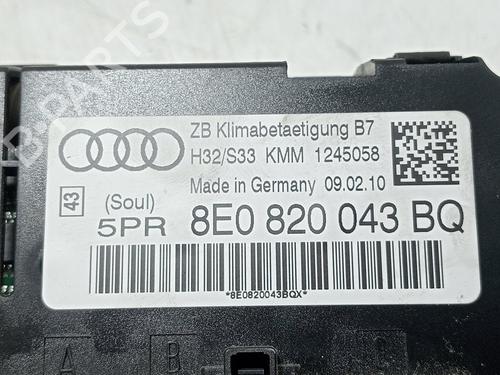 B-PARTS
ZB Klimabetaetigung B7
H32/S33 KMM 1245058
Made in Germany 09.02.10
43
(Soul)
5PR 8E0 820 043 BQ
*8E0820043BQX*
A B C